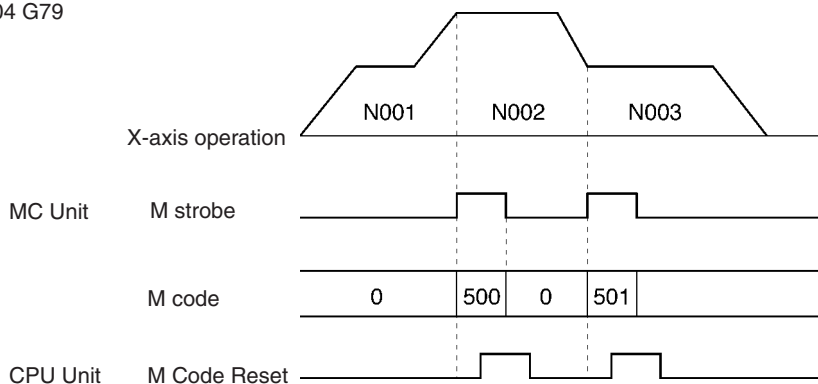 04 G79
N001 N002 N003
X-axis operation
MC Unit M strobe
M code 0 500 0 501
CPU Unit M Code Reset